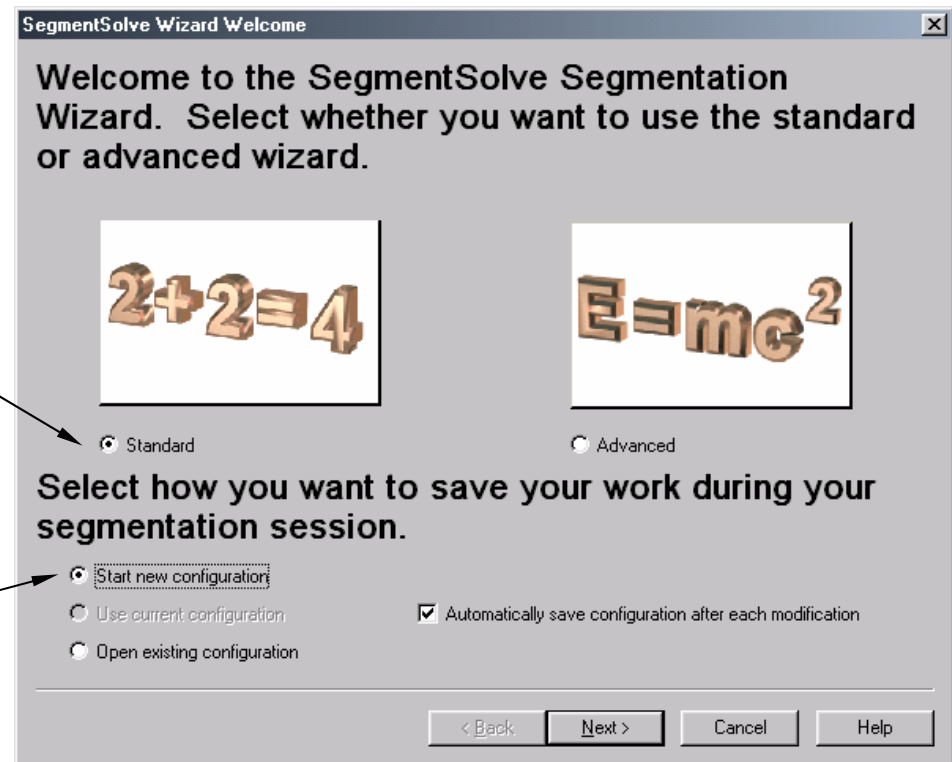 SegmentSolve Wizard Welcome
Welcome to the SegmentSolve Segmentation
Wizard. Select whether you want to use the standard
or advanced wizard.
2+2=4
E=mc²
Standard
Advanced
Select how you want to save your work during your
segmentation session.
Start new configuration
Use current configuration
Automatically save configuration after each modification
Open existing configuration
< Back
Next >
Cancel
Help